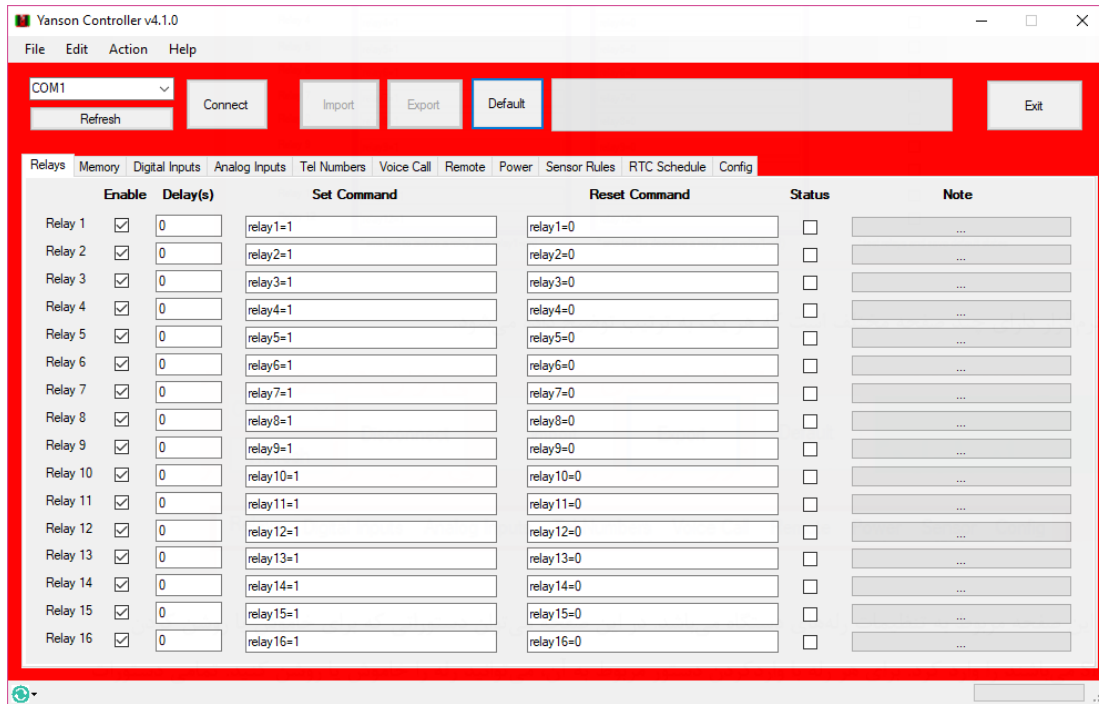 Yanson Controller v4.1.0
File Edit Action Help
COM1
Refresh
Connect
Import
Export
Default
Exit
Relays Memory Digital Inputs Analog Inputs Tel Numbers Voice Call Remote Power Sensor Rules RTC Schedule Config
Enable Delay(s) Set Command Reset Command Status Note
Relay 1 0 relay1=1 relay1=0 ...
Relay 2 0 relay2=1 relay2=0 ...
Relay 3 0 relay3=1 relay3=0 ...
Relay 4 0 relay4=1 relay4=0 ...
Relay 5 0 relay5=1 relay5=0 ...
Relay 6 0 relay6=1 relay6=0 ...
Relay 7 0 relay7=1 relay7=0 ...
Relay 8 0 relay8=1 relay8=0 ...
Relay 9 0 relay9=1 relay9=0 ...
Relay 10 0 relay10=1 relay10=0 ...
Relay 11 0 relay11=1 relay11=0 ...
Relay 12 0 relay12=1 relay12=0 ...
Relay 13 0 relay13=1 relay13=0 ...
Relay 14 0 relay14=1 relay14=0 ...
Relay 15 0 relay15=1 relay15=0 ...
Relay 16 0 relay16=1 relay16=0 ...